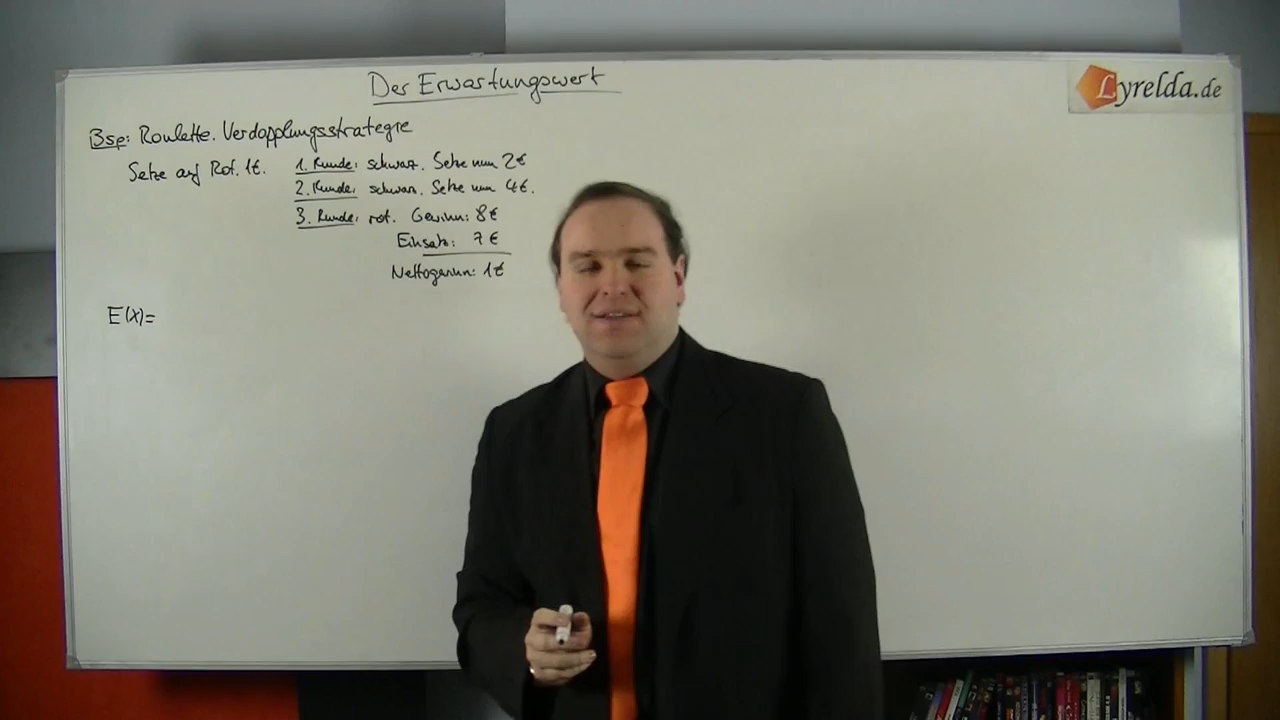 Der Erwartungswert
Lyrelda.de
Bsp: Roulette. Verdopplungsstrategie
Setze auf Rot. 1€. 1. Runde: schwarz. Setze nun 2€
2. Runde: schwarz. Setze nun 4€.
3. Runde: rot. Gewinn: 8€
Einsatz: 7€
Nettogewinn: 1€
E(X)=